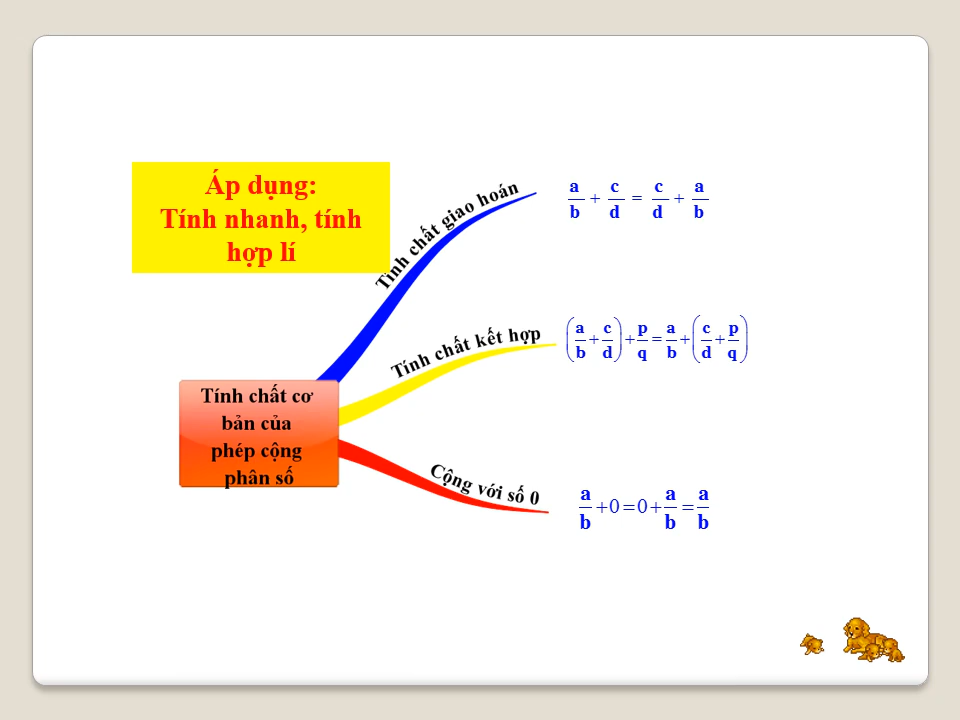 Áp dụng:
Tính nhanh, tính
hợp lí
Tính chất giao hoán
a/b + c/d = c/d + a/b
Tính chất kết hợp
(a/b + c/d) + p/q = a/b + (c/d + p/q)
Tính chất cơ
bản của
phép cộng
phân số
Cộng với số 0
a/b + 0 = 0 + a/b = a/b